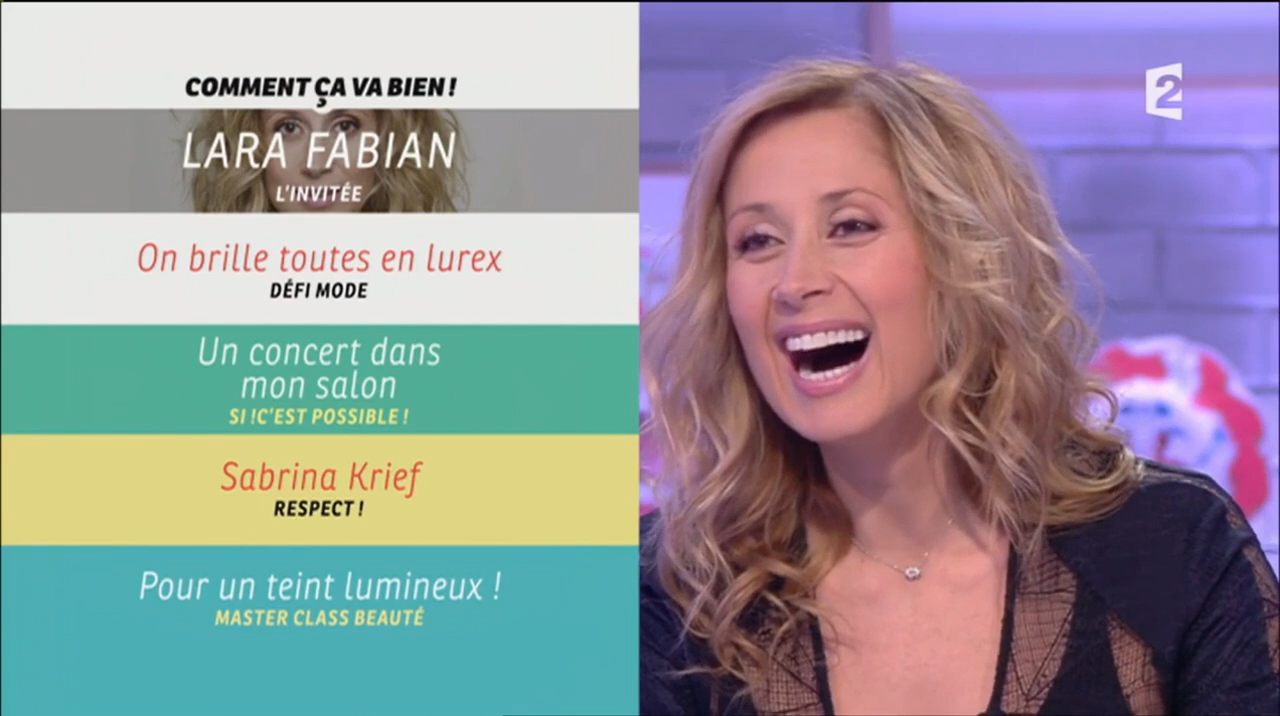 COMMENT ÇA VA BIEN !
LARA FABIAN
L'INVITÉE
On brille toutes en lurex
DÉFI MODE
Un concert dans
mon salon
SI !C'EST POSSIBLE !
Sabrina Krief
RESPECT !
Pour un teint lumineux !
MASTER CLASS BEAUTÉ
2